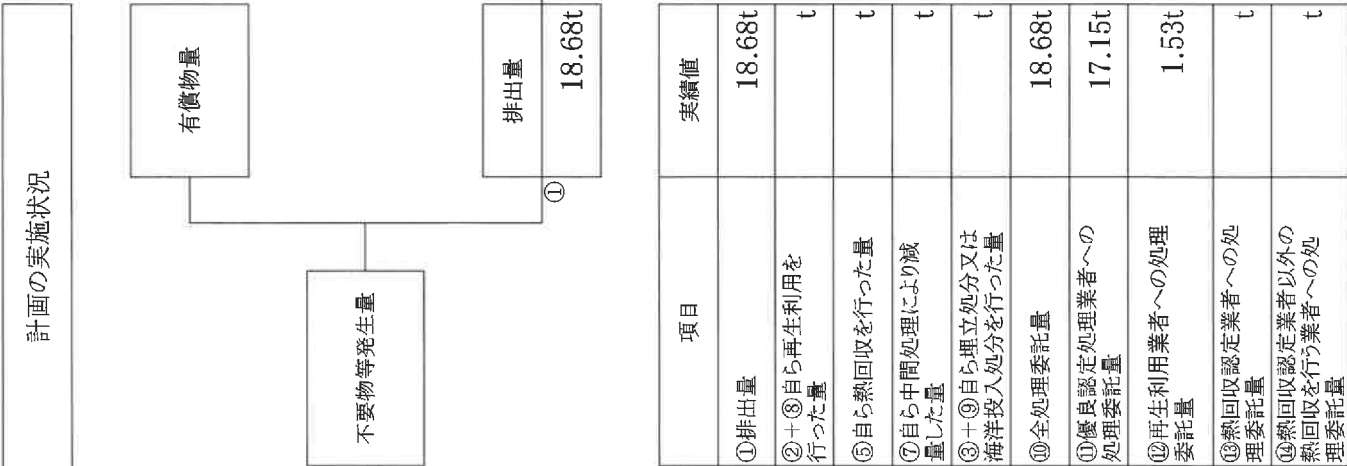 計画の実施状況
有償物量
不要物等発生量
①
排出量
18.68t
項目
実績値
①排出量
18.68t
②+⑧自ら再生利用を
行った量
t
⑤自ら熱回収を行った量
t
⑦自ら中間処理により減
量した量
t
③+⑨自ら埋立処分又は
海洋投入処分を行った量
t
⑩全処理委託量
18.68t
⑪優良認定処理業者への
処理委託量
17.15t
⑫再生利用業者への処理
委託量
1.53t
⑬熱回収認定業者への処
理委託量
t
⑭熱回収認定業者以外の
熱回収を行う業者への処
理委託量
t